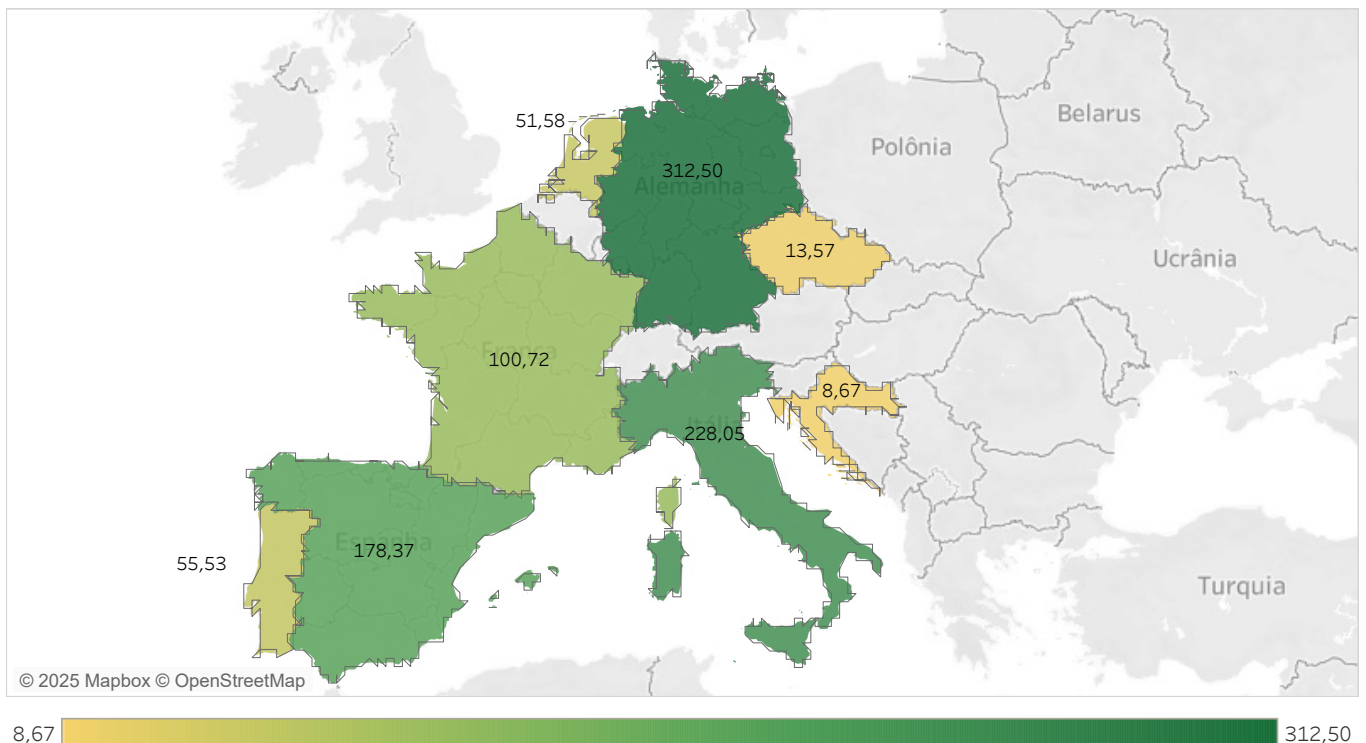 Belarus
51,58
Polônia
312,50
Alemanha
13,57
Ucrânia
França
100,72
8,67
Itália
228,05
Espanha
178,37
55,53
Turquia
© 2025 Mapbox © OpenStreetMap
8,67
312,50